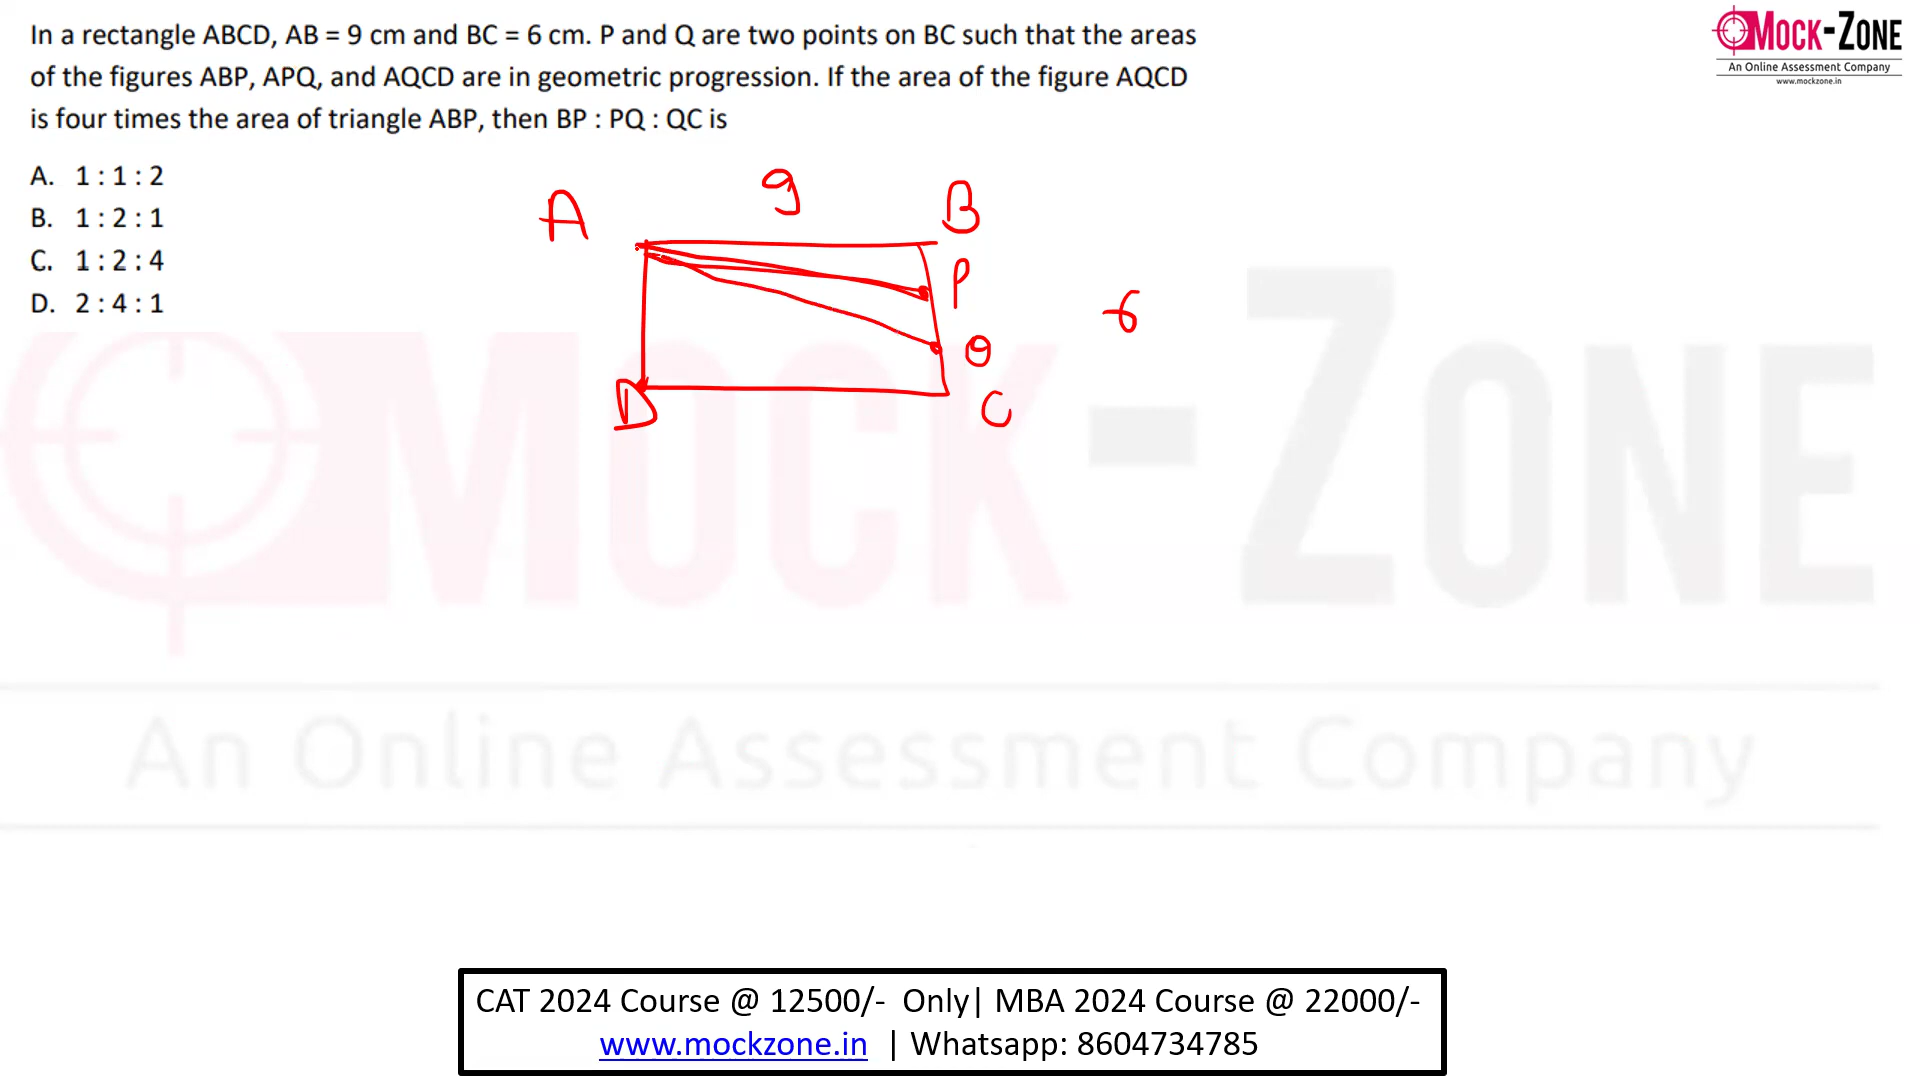 In a rectangle ABCD, AB = 9 cm and BC = 6 cm. P and Q are two points on BC such that the areas
of the figures ABP, APQ, and AQCD are in geometric progression. If the area of the figure AQCD
is four times the area of triangle ABP, then BP : PQ : QC is
A. 1 : 1 : 2
B. 1 : 2 : 1
C. 1 : 2 : 4
D. 2 : 4 : 1
MOCK-ZONE
An Online Assessment Company
www.mockzone.in
A
9
B
P
6
Q
D
C
MOCK-ZONE
An Online Assessment Company
CAT 2024 Course @ 12500/- Only| MBA 2024 Course @ 22000/-
www.mockzone.in | Whatsapp: 8604734785